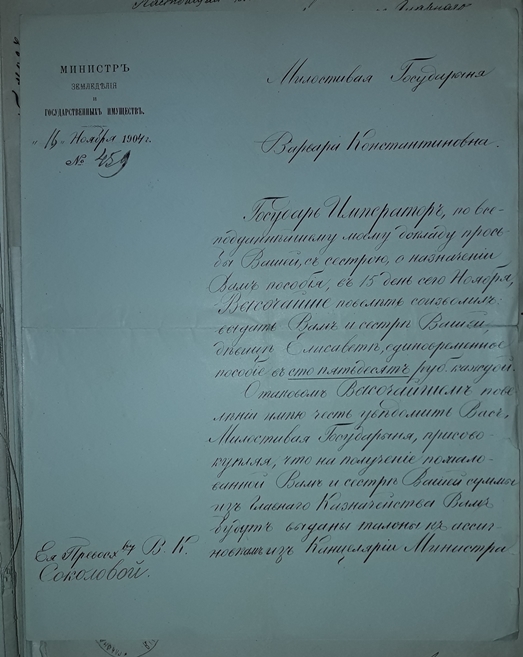 МИНИСТРЪ
ЗЕМЛЕДѢЛІЯ
и
ГОСУДАРСТВЕННЫХЪ ИМУЩЕСТВЪ.
„16“ Ноября 1904 г.
№ 459
Милостивая Государыня
Варвара Константиновна.
Государь Императоръ, по все-
подданнѣйшему моему докладу прось-
бы Вашей, съ сестрою, о назначеніи
Вамъ пособія, въ 15 день сего Ноября,
Высочайше повелѣть соизволилъ:
выдать Вамъ и сестрѣ Вашей,
дѣвицѣ Елисаветѣ, единовременное
пособіе въ сто пятьдесятъ руб. каждой.
О таковомъ Высочайшемъ пове-
лѣніи имѣю честь увѣдомить Васъ,
Милостивая Государыня, присово-
купляя, что на полученіе пожало-
ванной Вамъ и сестрѣ Вашей суммы
изъ Главнаго Казначейства Вамъ
будутъ выданы талоны къ ассиг-
новкамъ изъ Канцеляріи Министра
Ея Превосх ву В. К.
Соколовой.